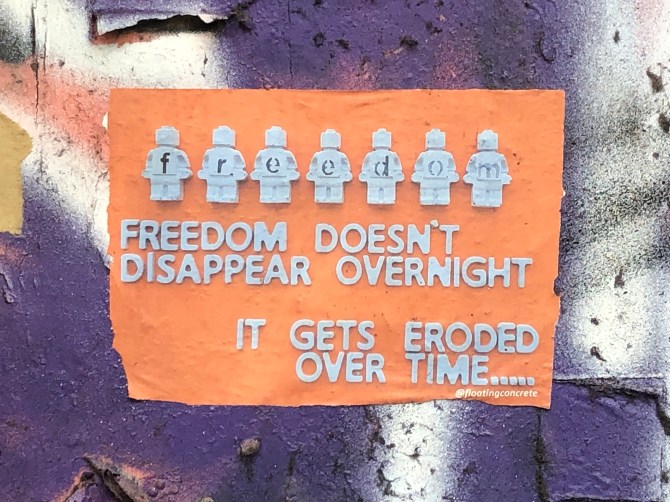 freedom
FREEDOM DOESN'T
DISAPPEAR OVERNIGHT
IT GETS ERODED
OVER TIME.....
@floatingconcrete